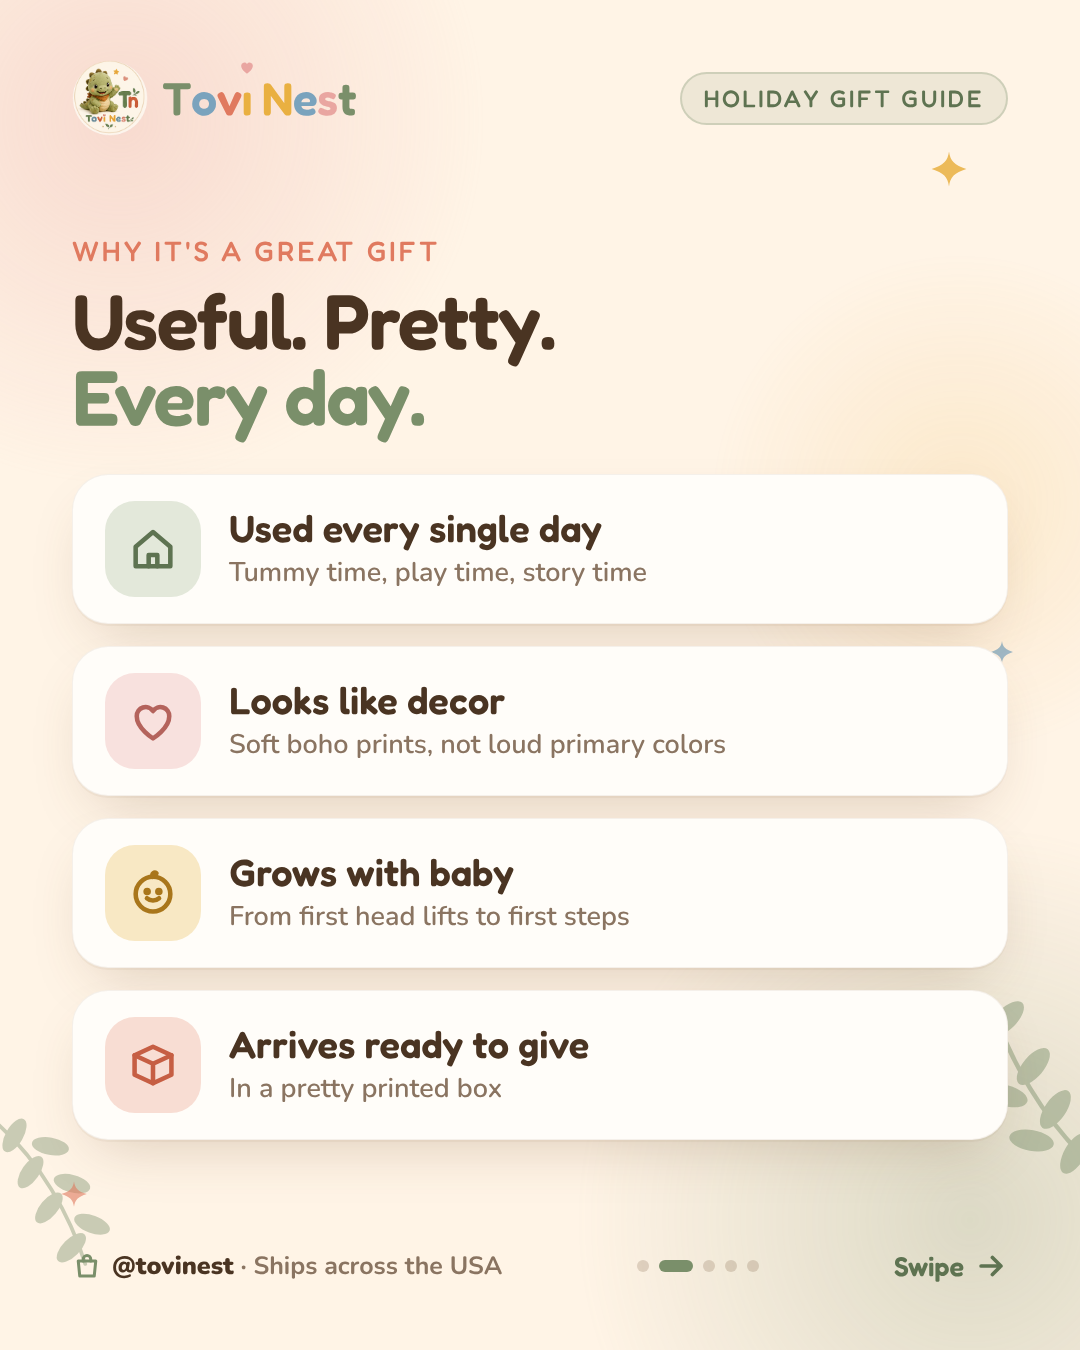 Tn
Tovi Nest
Tovi Nest
HOLIDAY GIFT GUIDE
WHY IT'S A GREAT GIFT
Useful. Pretty.
Every day.
Used every single day
Tummy time, play time, story time
Looks like decor
Soft boho prints, not loud primary colors
Grows with baby
From first head lifts to first steps
Arrives ready to give
In a pretty printed box
@tovinest · Ships across the USA
Swipe →